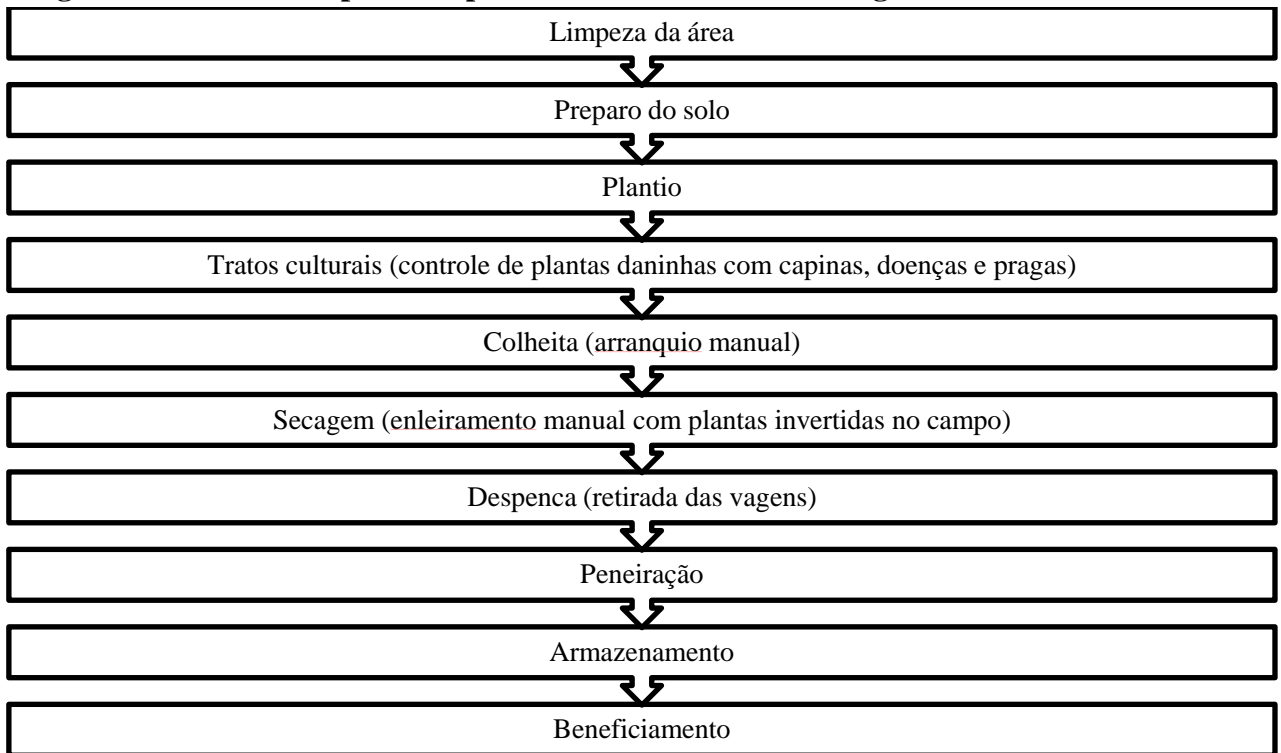 Limpeza da área
Preparo do solo
Plantio
Tratos culturais (controle de plantas daninhas com capinas, doenças e pragas)
Colheita (arranquio manual)
Secagem (enleiramento manual com plantas invertidas no campo)
Despenca (retirada das vagens)
Peneiração
Armazenamento
Beneficiamento